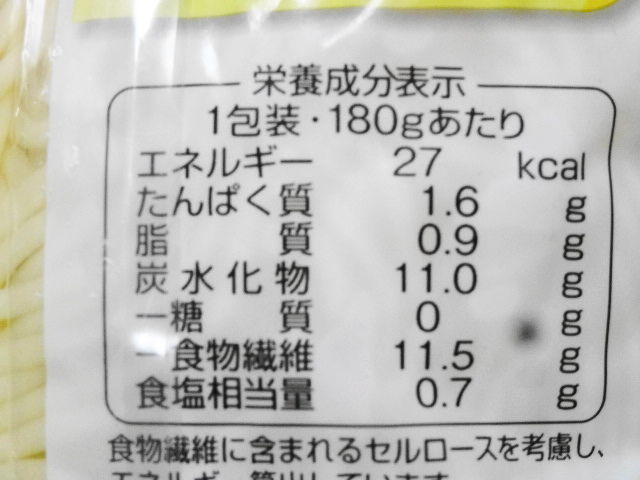 栄養成分表示
1包装・180gあたり
エネルギー 27 kcal
たんぱく質 1.6 g
脂質 0.9 g
炭水化物 11.0 g
－糖質 0 g
－食物繊維 11.5 g
食塩相当量 0.7 g
食物繊維に含まれるセルロースを考慮し、